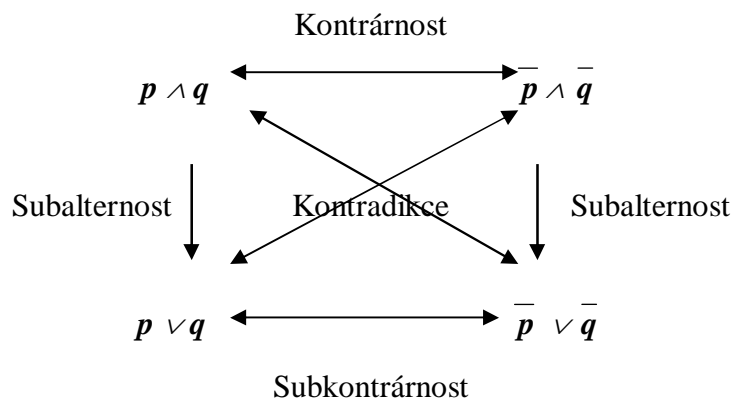 Kontrárnost
p ∧ q p̅ ∧ q̅
Subalternost Kontradikce Subalternost
p ∨ q p̅ ∨ q̅
Subkontrárnost